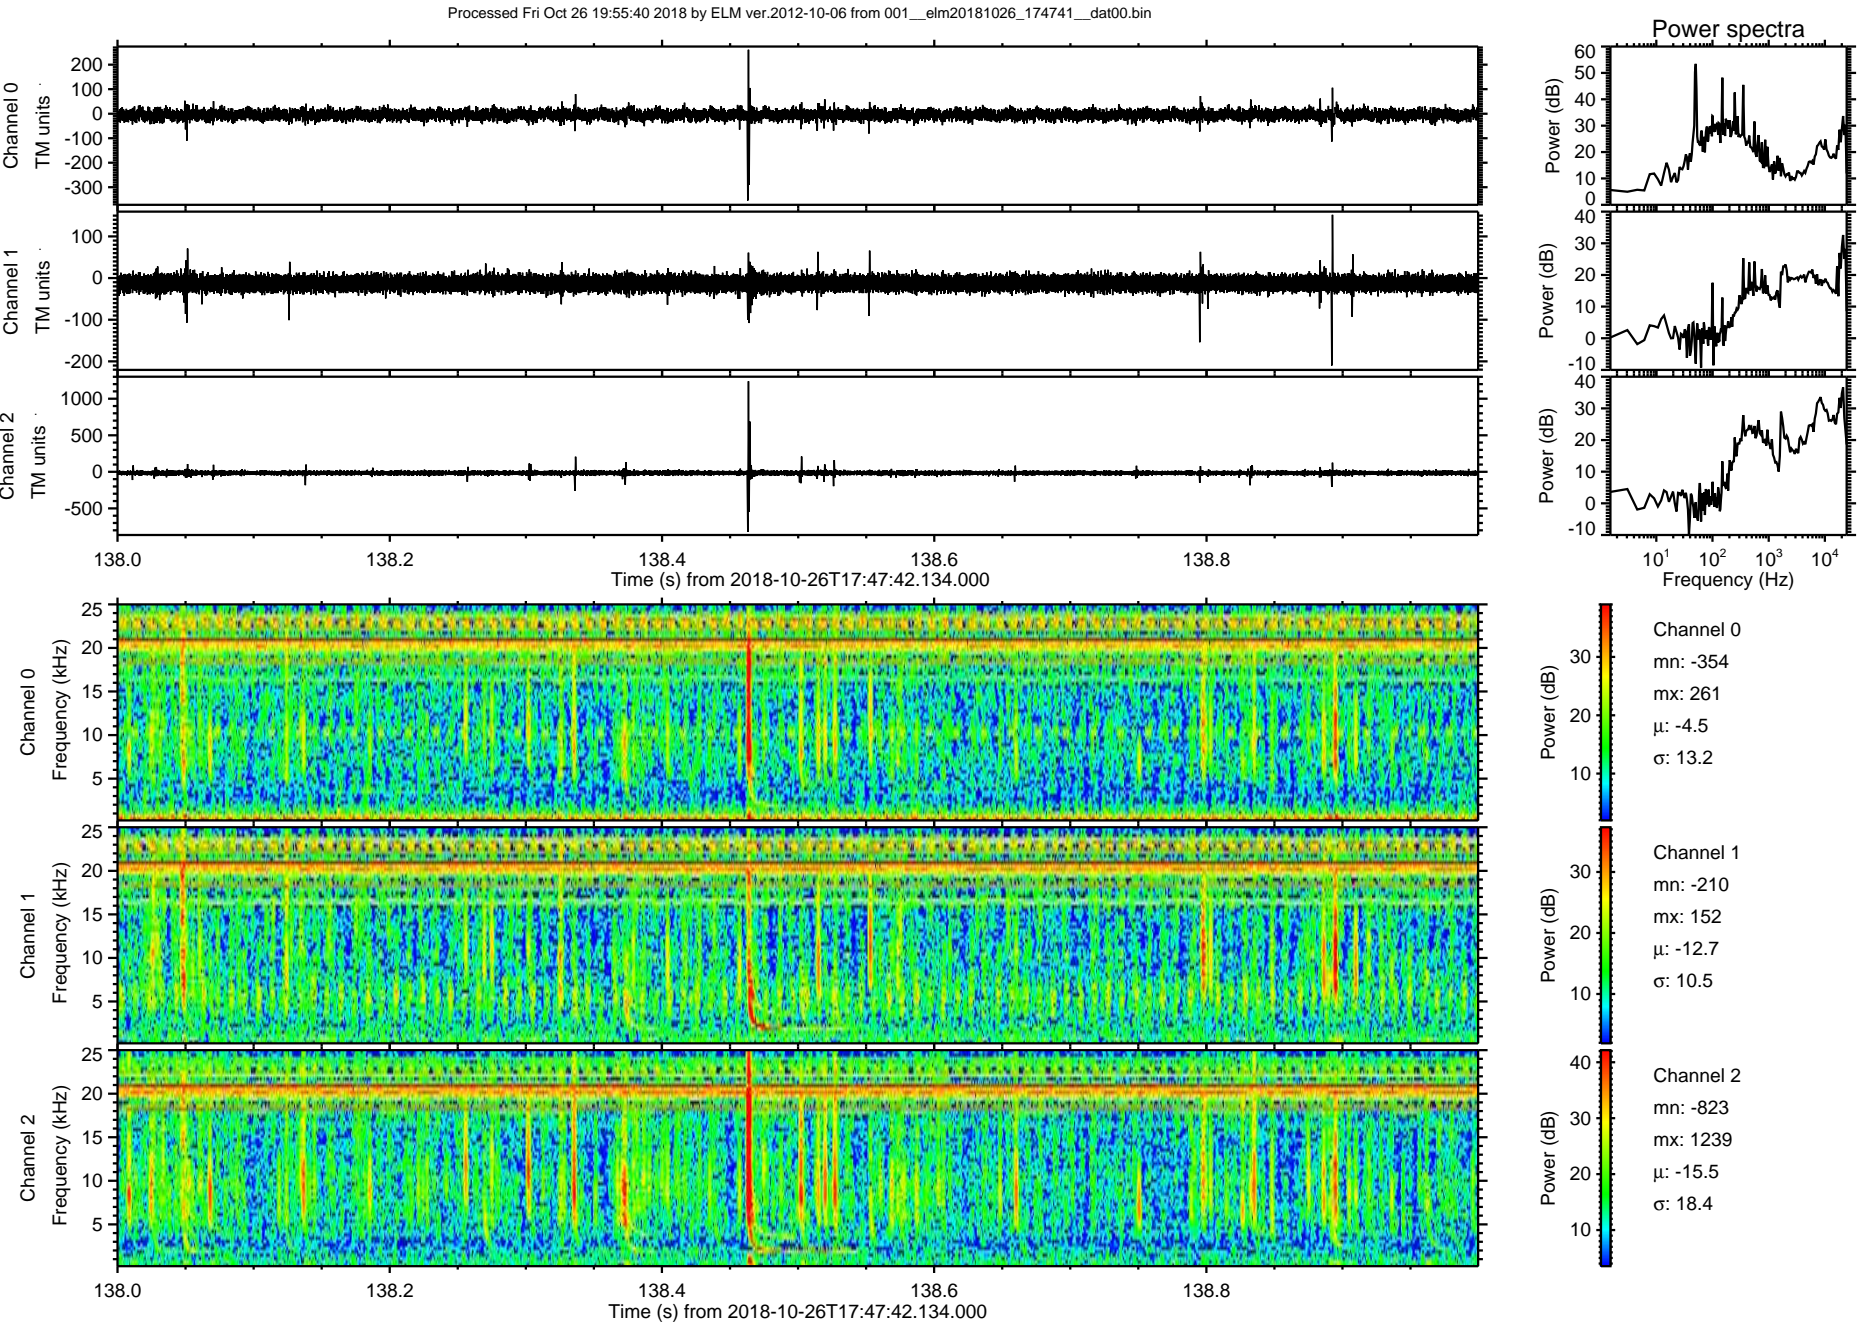 Processed Fri Oct 26 19:55:40 2018 by ELM ver.2012-10-06 from 001__elm20181026_174741__dat00.bin
Power spectra
Channel 0
TM units
200
100
0
-100
-200
-300
Power (dB)
60
50
40
30
20
10
0
Channel 1
TM units
100
0
-100
-200
Power (dB)
40
30
20
10
0
-10
Channel 2
TM units
1000
500
0
-500
Power (dB)
40
30
20
10
0
-10
138.0 138.2 138.4 138.6 138.8
Time (s) from 2018-10-26T17:47:42.134.000
10¹ 10² 10³ 10⁴
Frequency (Hz)
Channel 0
Frequency (kHz)
25
20
15
10
5
Power (dB)
30
20
10
Channel 0
mn: -354
mx: 261
μ: -4.5
σ: 13.2
Channel 1
Frequency (kHz)
25
20
15
10
5
Power (dB)
30
20
10
Channel 1
mn: -210
mx: 152
μ: -12.7
σ: 10.5
Channel 2
Frequency (kHz)
25
20
15
10
5
Power (dB)
40
30
20
10
Channel 2
mn: -823
mx: 1239
μ: -15.5
σ: 18.4
138.0 138.2 138.4 138.6 138.8
Time (s) from 2018-10-26T17:47:42.134.000